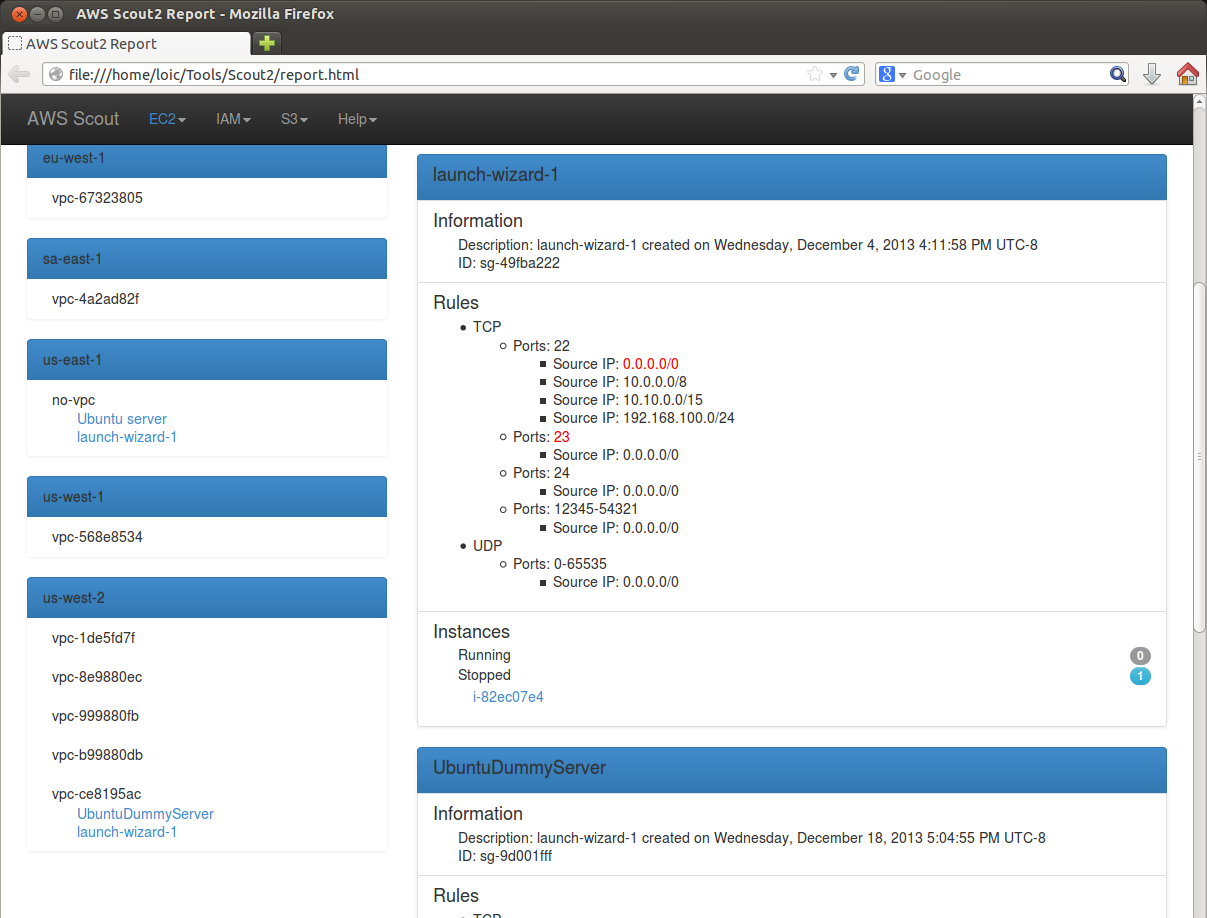 AWS Scout2 Report - Mozilla Firefox
AWS Scout2 Report
file:///home/loic/Tools/Scout2/report.html
Google
AWS Scout EC2 IAM S3 Help
eu-west-1
vpc-67323805
sa-east-1
vpc-4a2ad82f
us-east-1
no-vpc
Ubuntu server
launch-wizard-1
us-west-1
vpc-568e8534
us-west-2
vpc-1de5fd7f
vpc-8e9880ec
vpc-999880fb
vpc-b99880db
vpc-ce8195ac
UbuntuDummyServer
launch-wizard-1
launch-wizard-1
Information
Description: launch-wizard-1 created on Wednesday, December 4, 2013 4:11:58 PM UTC-8
ID: sg-49fba222
Rules
TCP
Ports: 22
Source IP: 0.0.0.0/0
Source IP: 10.0.0.0/8
Source IP: 10.10.0.0/15
Source IP: 192.168.100.0/24
Ports: 23
Source IP: 0.0.0.0/0
Ports: 24
Source IP: 0.0.0.0/0
Ports: 12345-54321
Source IP: 0.0.0.0/0
UDP
Ports: 0-65535
Source IP: 0.0.0.0/0
Instances
Running 0
Stopped 1
i-82ec07e4
UbuntuDummyServer
Information
Description: launch-wizard-1 created on Wednesday, December 18, 2013 5:04:55 PM UTC-8
ID: sg-9d001fff
Rules
TCP